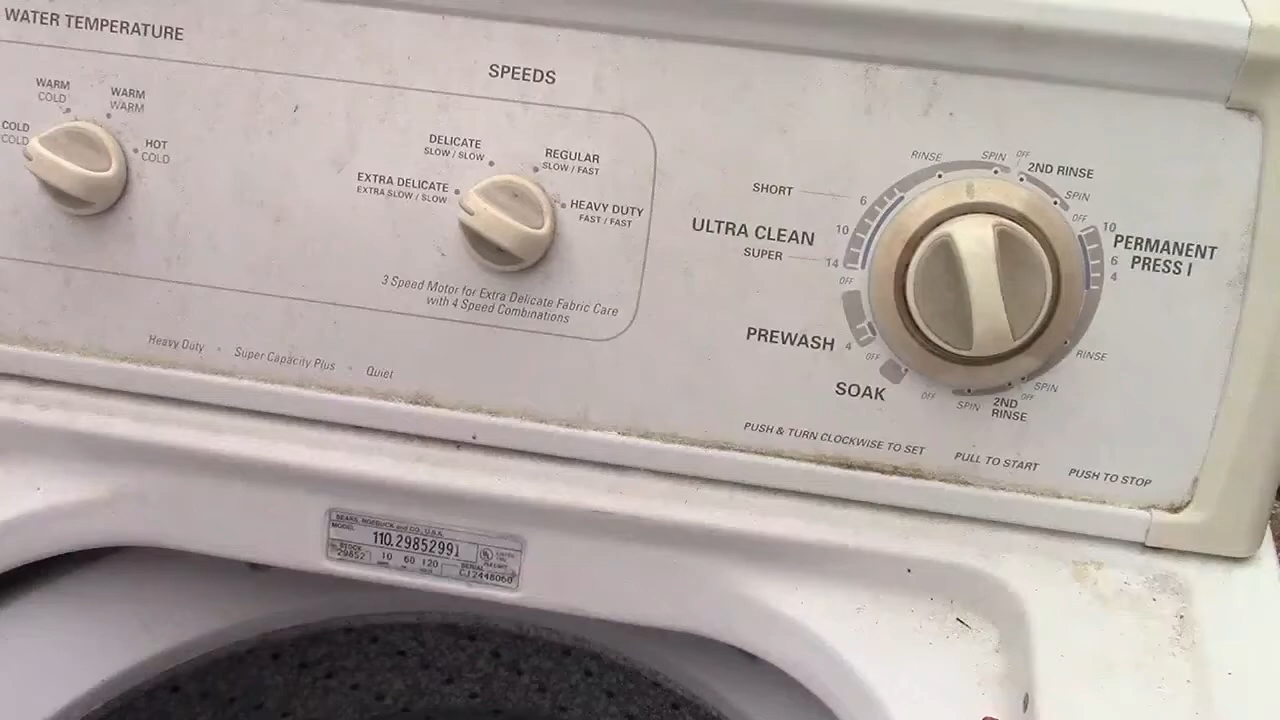 WATER TEMPERATURE
WARM
COLD
WARM
WARM
COLD
COLD
HOT
COLD
SPEEDS
DELICATE
SLOW / SLOW
REGULAR
SLOW / FAST
EXTRA DELICATE
EXTRA SLOW / SLOW
HEAVY DUTY
FAST / FAST
3 Speed Motor for Extra Delicate Fabric Care
with 4 Speed Combinations
Heavy Duty • Super Capacity Plus • Quiet
RINSE
SPIN
OFF
2ND RINSE
SPIN
OFF
SHORT
6
ULTRA CLEAN
10
SUPER
14
OFF
10
6
4
PERMANENT
PRESS I
PREWASH
4
OFF
SOAK
OFF
SPIN
2ND
RINSE
OFF
SPIN
RINSE
PUSH & TURN CLOCKWISE TO SET
PULL TO START
PUSH TO STOP
SEARS, ROEBUCK and CO., U.S.A.
MODEL
110.29852991
STOCK
29852
10 60 120
SERIAL
CJ2448060